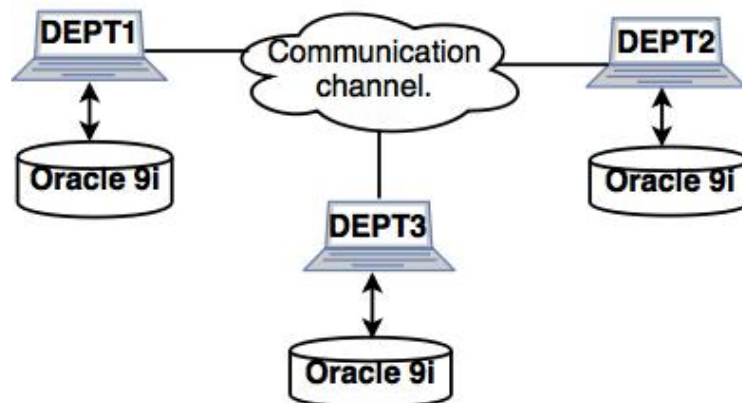 DEPT1
Communication
channel.
DEPT2
Oracle 9i
Oracle 9i
DEPT3
Oracle 9i